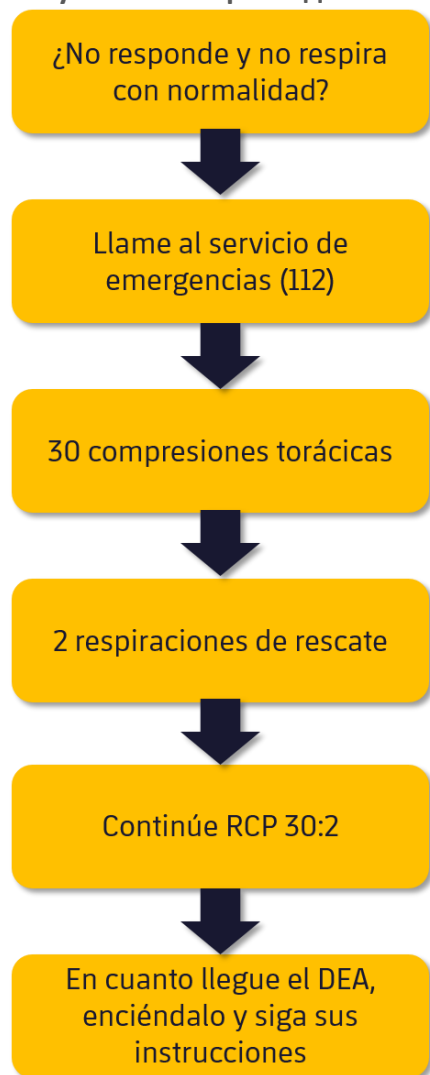 ¿No responde y no respira
con normalidad?
Llame al servicio de
emergencias (112)
30 compresiones torácicas
2 respiraciones de rescate
Continúe RCP 30:2
En cuanto llegue el DEA,
enciéndalo y siga sus
instrucciones